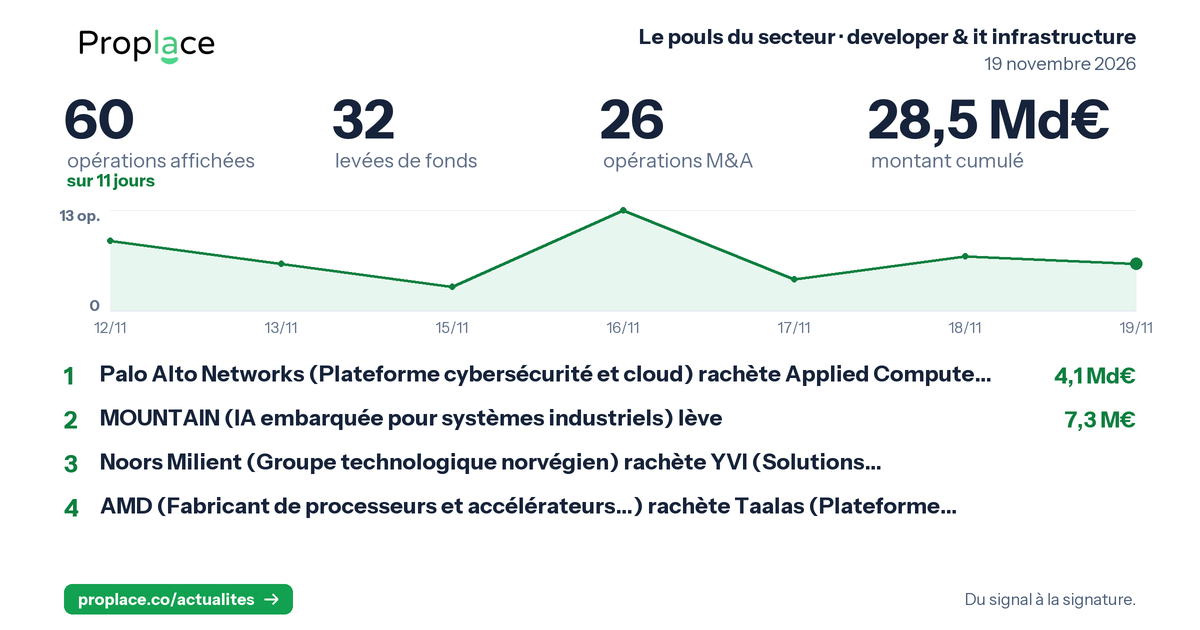 Proplace
Le pouls du secteur · developer & it infrastructure
19 novembre 2026
60
opérations affichées
sur 11 jours
32
levées de fonds
26
opérations M&A
28,5 Md€
montant cumulé
13 op.
0
12/11
13/11
15/11
16/11
17/11
18/11
19/11
1 Palo Alto Networks (Plateforme cybersécurité et cloud) rachète Applied Compute... 4,1 Md€
2 MOUNTAIN (IA embarquée pour systèmes industriels) lève 7,3 M€
3 Noors Milient (Groupe technologique norvégien) rachète YVI (Solutions...
4 AMD (Fabricant de processeurs et accélérateurs...) rachète Taalas (Plateforme...
proplace.co/actualites →
Du signal à la signature.